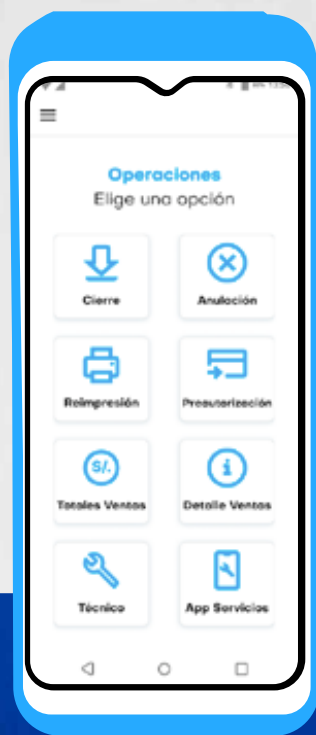 Operaciones
Elige una opción
Cierre
Anulación
Reimpresión
Preautorización
S/.
Totales Ventas
Detalle Ventas
Técnico
App Servicios